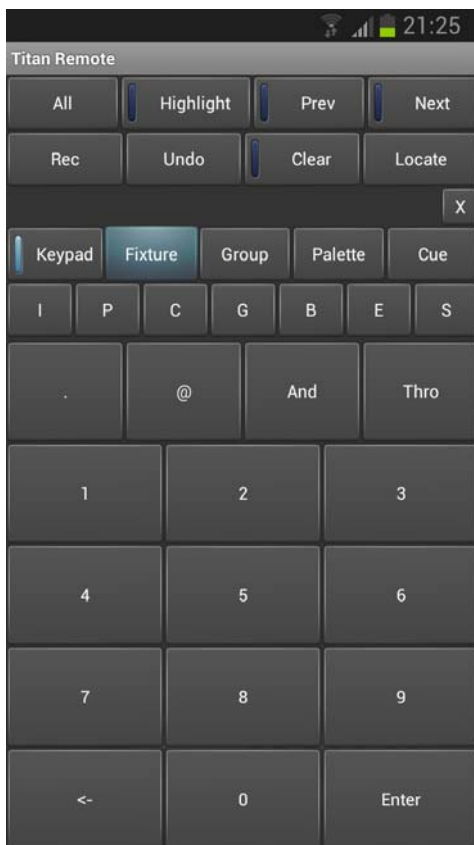 21:25
Titan Remote
All Highlight Prev Next
Rec Undo Clear Locate
X
Keypad Fixture Group Palette Cue
I P C G B E S
. @ And Thro
1 2 3
4 5 6
7 8 9
<- 0 Enter